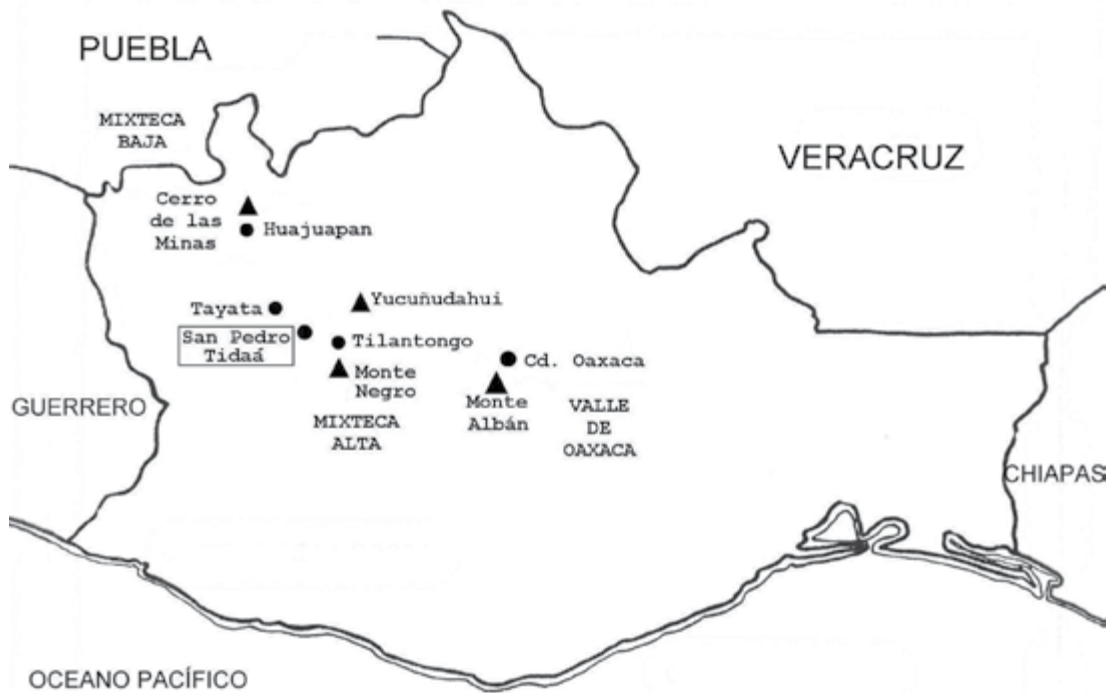 PUEBLA
MIXTECA
BAJA
VERACRUZ
Cerro
de las
Minas
Huajuapan
Tayata
Yucuñudahui
San Pedro
Tidaá
Tilantongo
Cd. Oaxaca
Monte
Negro
Monte
Albán
VALLE
DE
OAXACA
GUERRERO
MIXTECA
ALTA
CHIAPAS
OCEANO PACÍFICO